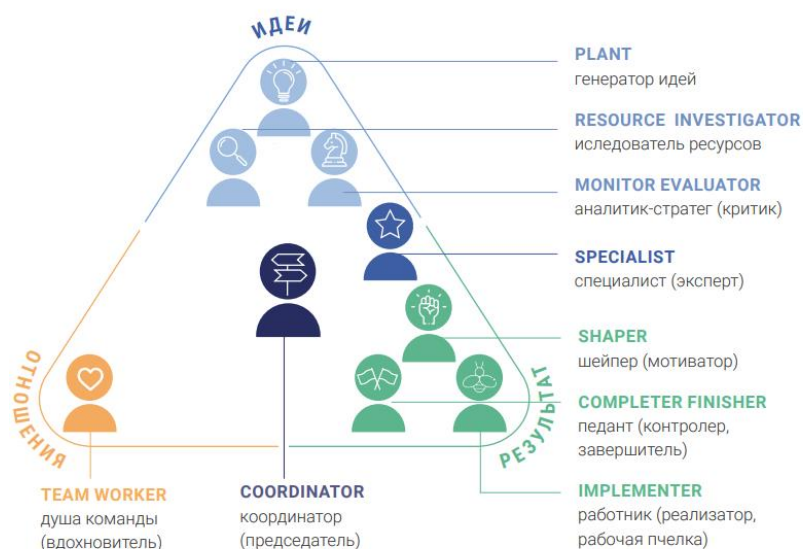 ИДЕИ
PLANT
генератор идей
RESOURCE INVESTIGATOR
иследователь ресурсов
MONITOR EVALUATOR
аналитик-стратег (критик)
SPECIALIST
специалист (эксперт)
SHAPER
шейпер (мотиватор)
COMPLETER FINISHER
педант (контролер,
завершитель)
IMPLEMENTER
работник (реализатор,
рабочая пчелка)
ОТНОШЕНИЯ
РЕЗУЛЬТАТ
TEAM WORKER
душа команды
(вдохновитель)
COORDINATOR
координатор
(председатель)